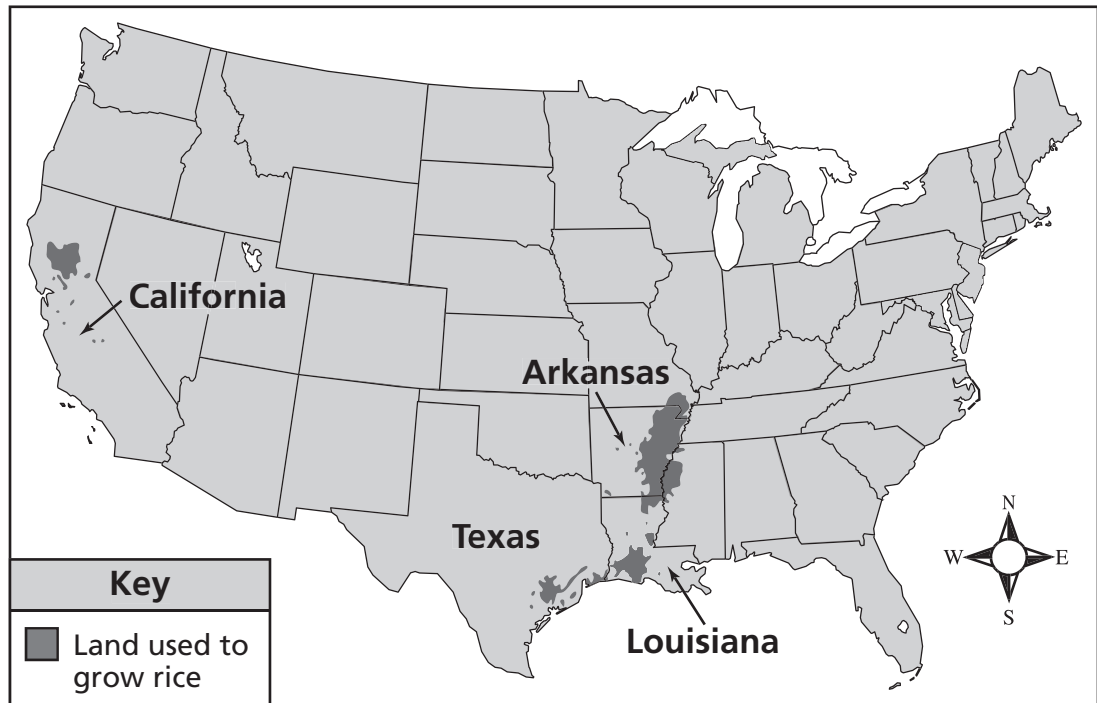 California
Arkansas
Texas
Louisiana
N
W
E
S
Key
Land used to
grow rice